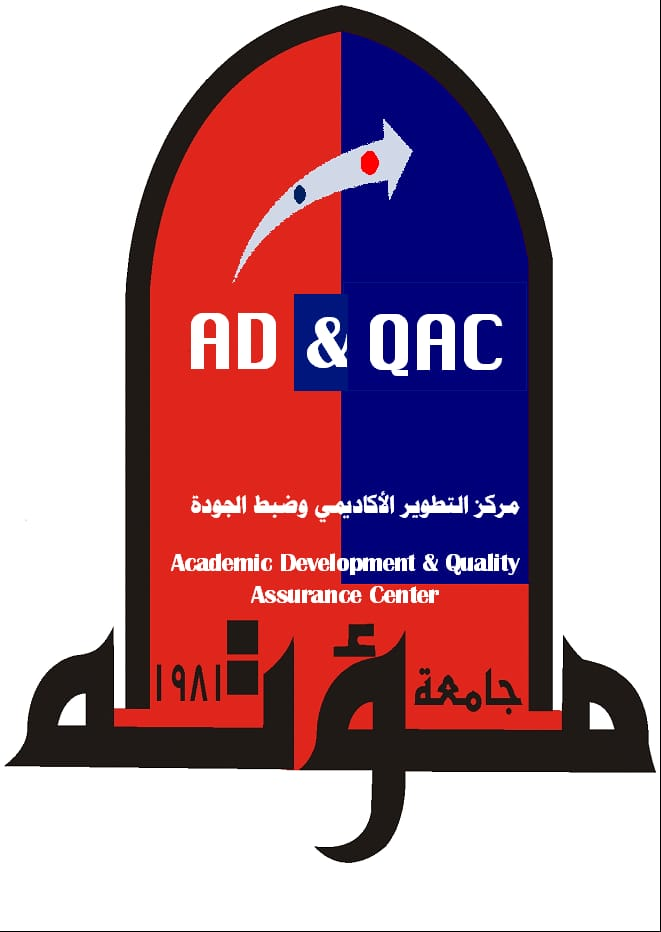 AD & QAC
مركز التطوير الأكاديمي وضبط الجودة
Academic Development & Quality
Assurance Center
جامعة
مؤتة
١٩٨١